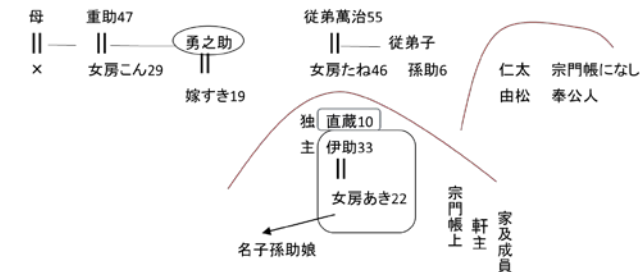 母
重助47
従弟萬治55
勇之助
従弟子
×
女房こん29
女房たね46
孫助6
仁太
宗門帳になし
嫁すき19
由松
奉公人
独
直蔵10
主
伊助33
女房あき22
宗門帳上
軒主
家及成員
名子孫助娘